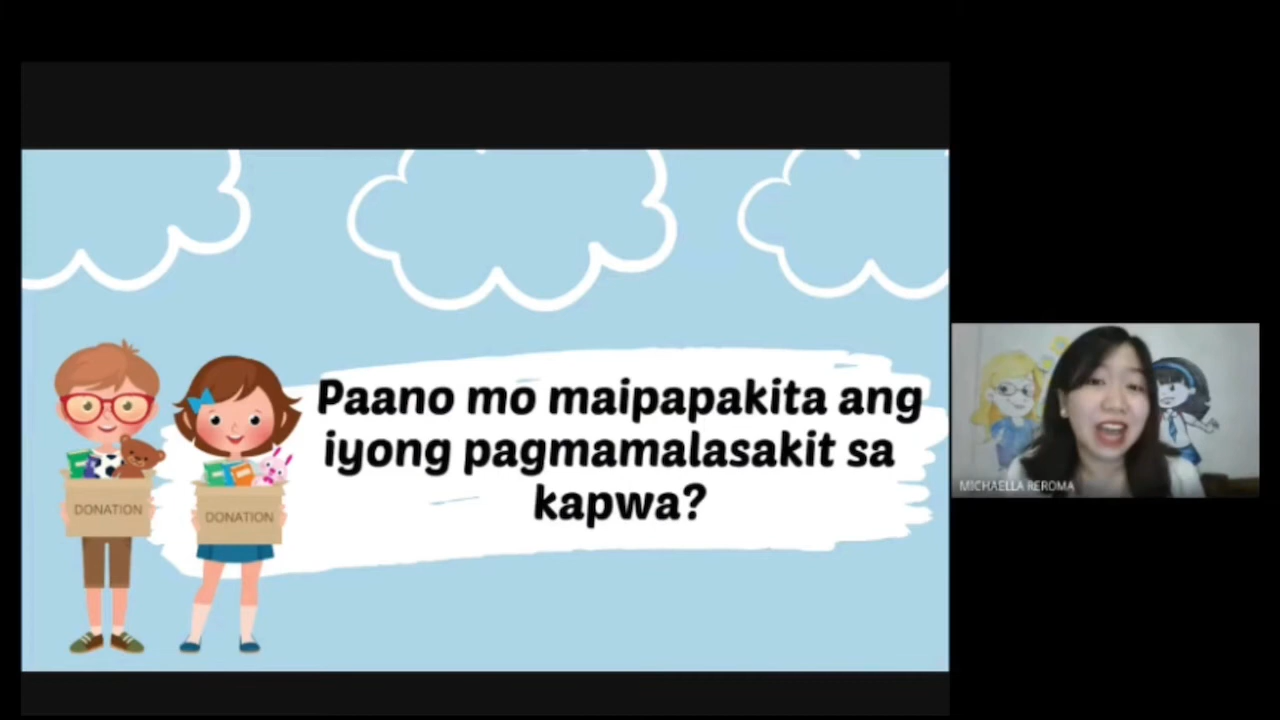 Paano mo maipapakita ang
iyong pagmamalasakit sa
kapwa?
DONATION
DONATION
MICHAELLA REROMA